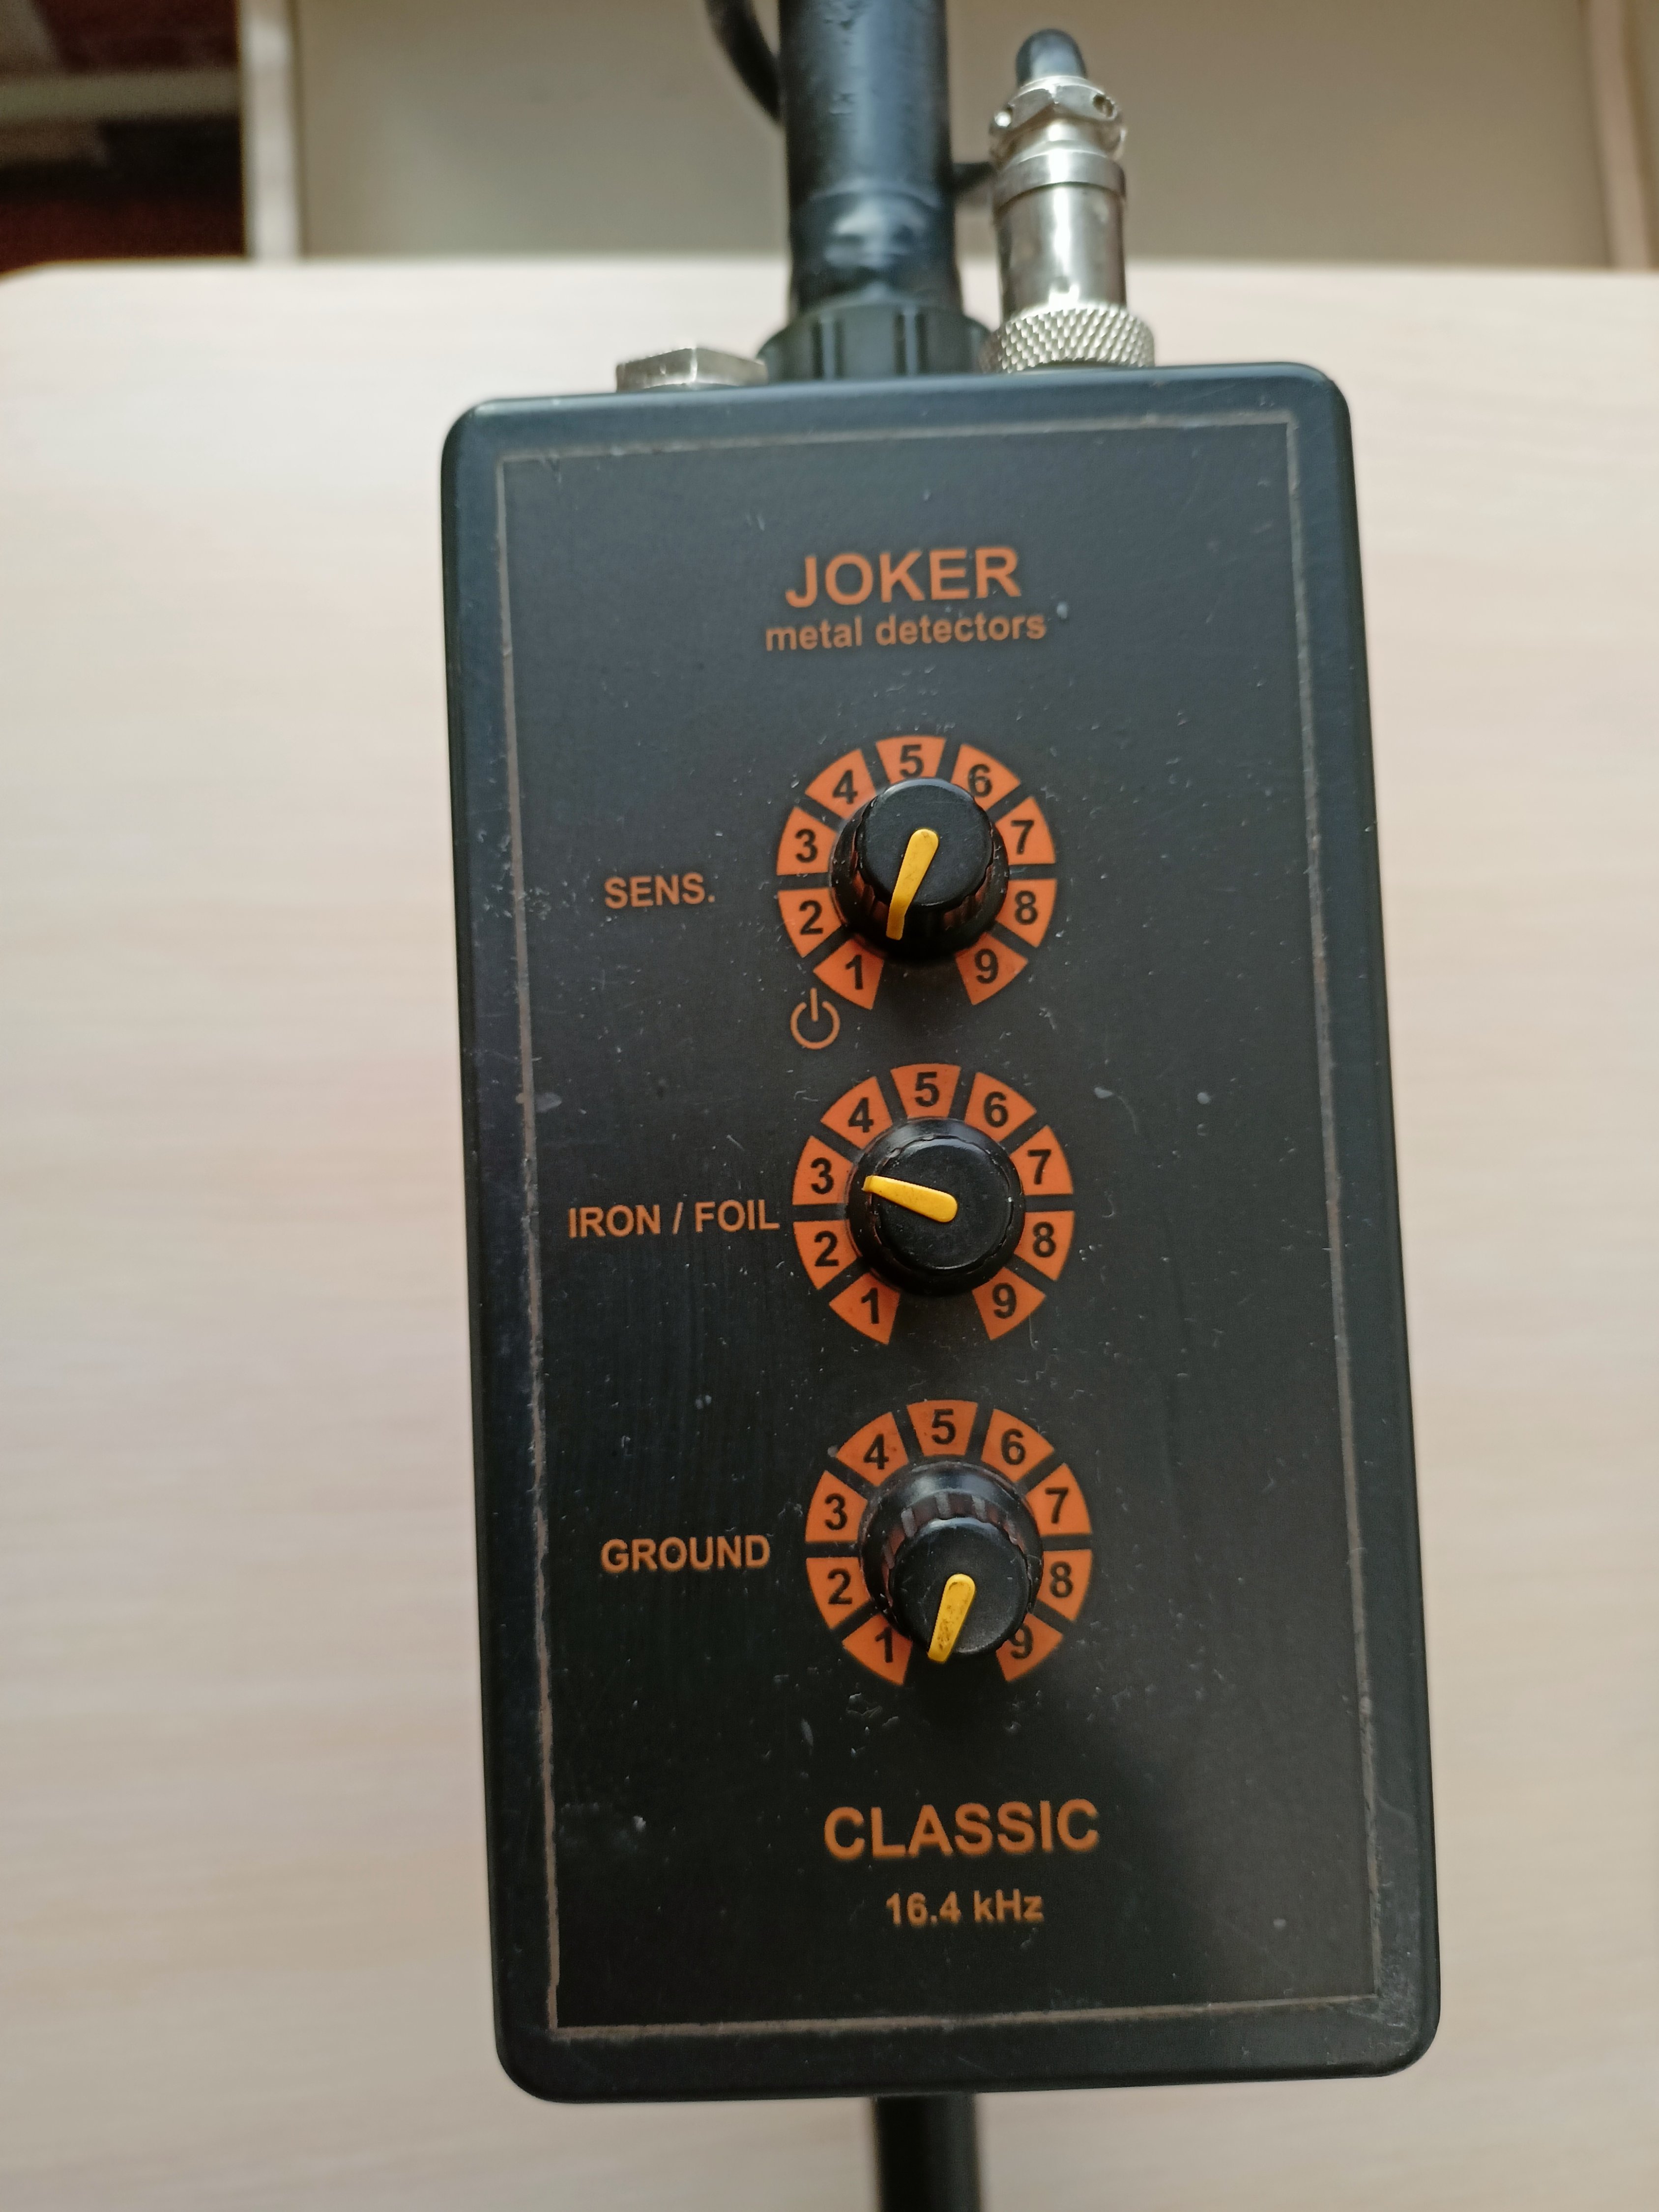 JOKER
metal detectors
SENS.
1 2 3 4 5 6 7 8 9
IRON / FOIL
1 2 3 4 5 6 7 8 9
GROUND
1 2 3 4 5 6 7 8 9
CLASSIC
16.4 kHz